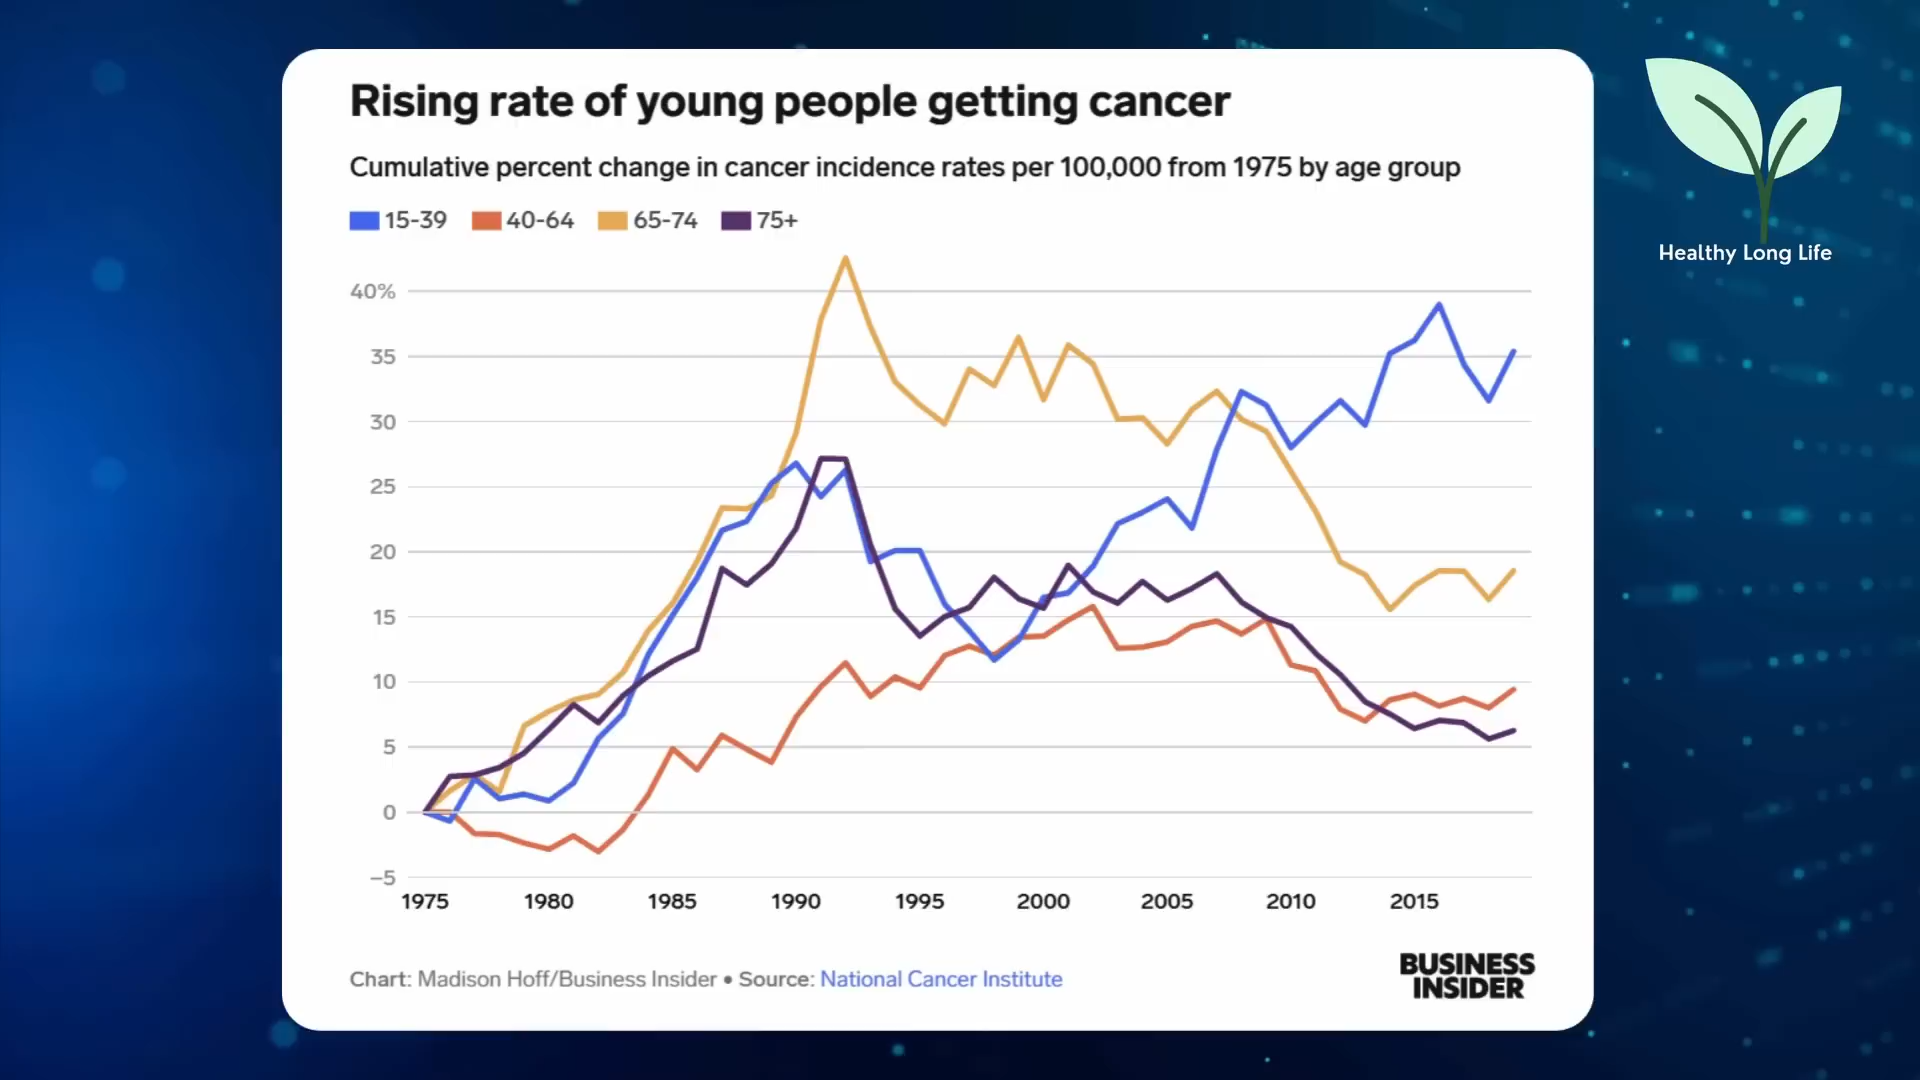 Rising rate of young people getting cancer
Cumulative percent change in cancer incidence rates per 100,000 from 1975 by age group
15-39 40-64 65-74 75+
Healthy Long Life
40%
35
30
25
20
15
10
5
0
–5
1975 1980 1985 1990 1995 2000 2005 2010 2015
Chart: Madison Hoff/Business Insider • Source: National Cancer Institute
BUSINESS
INSIDER